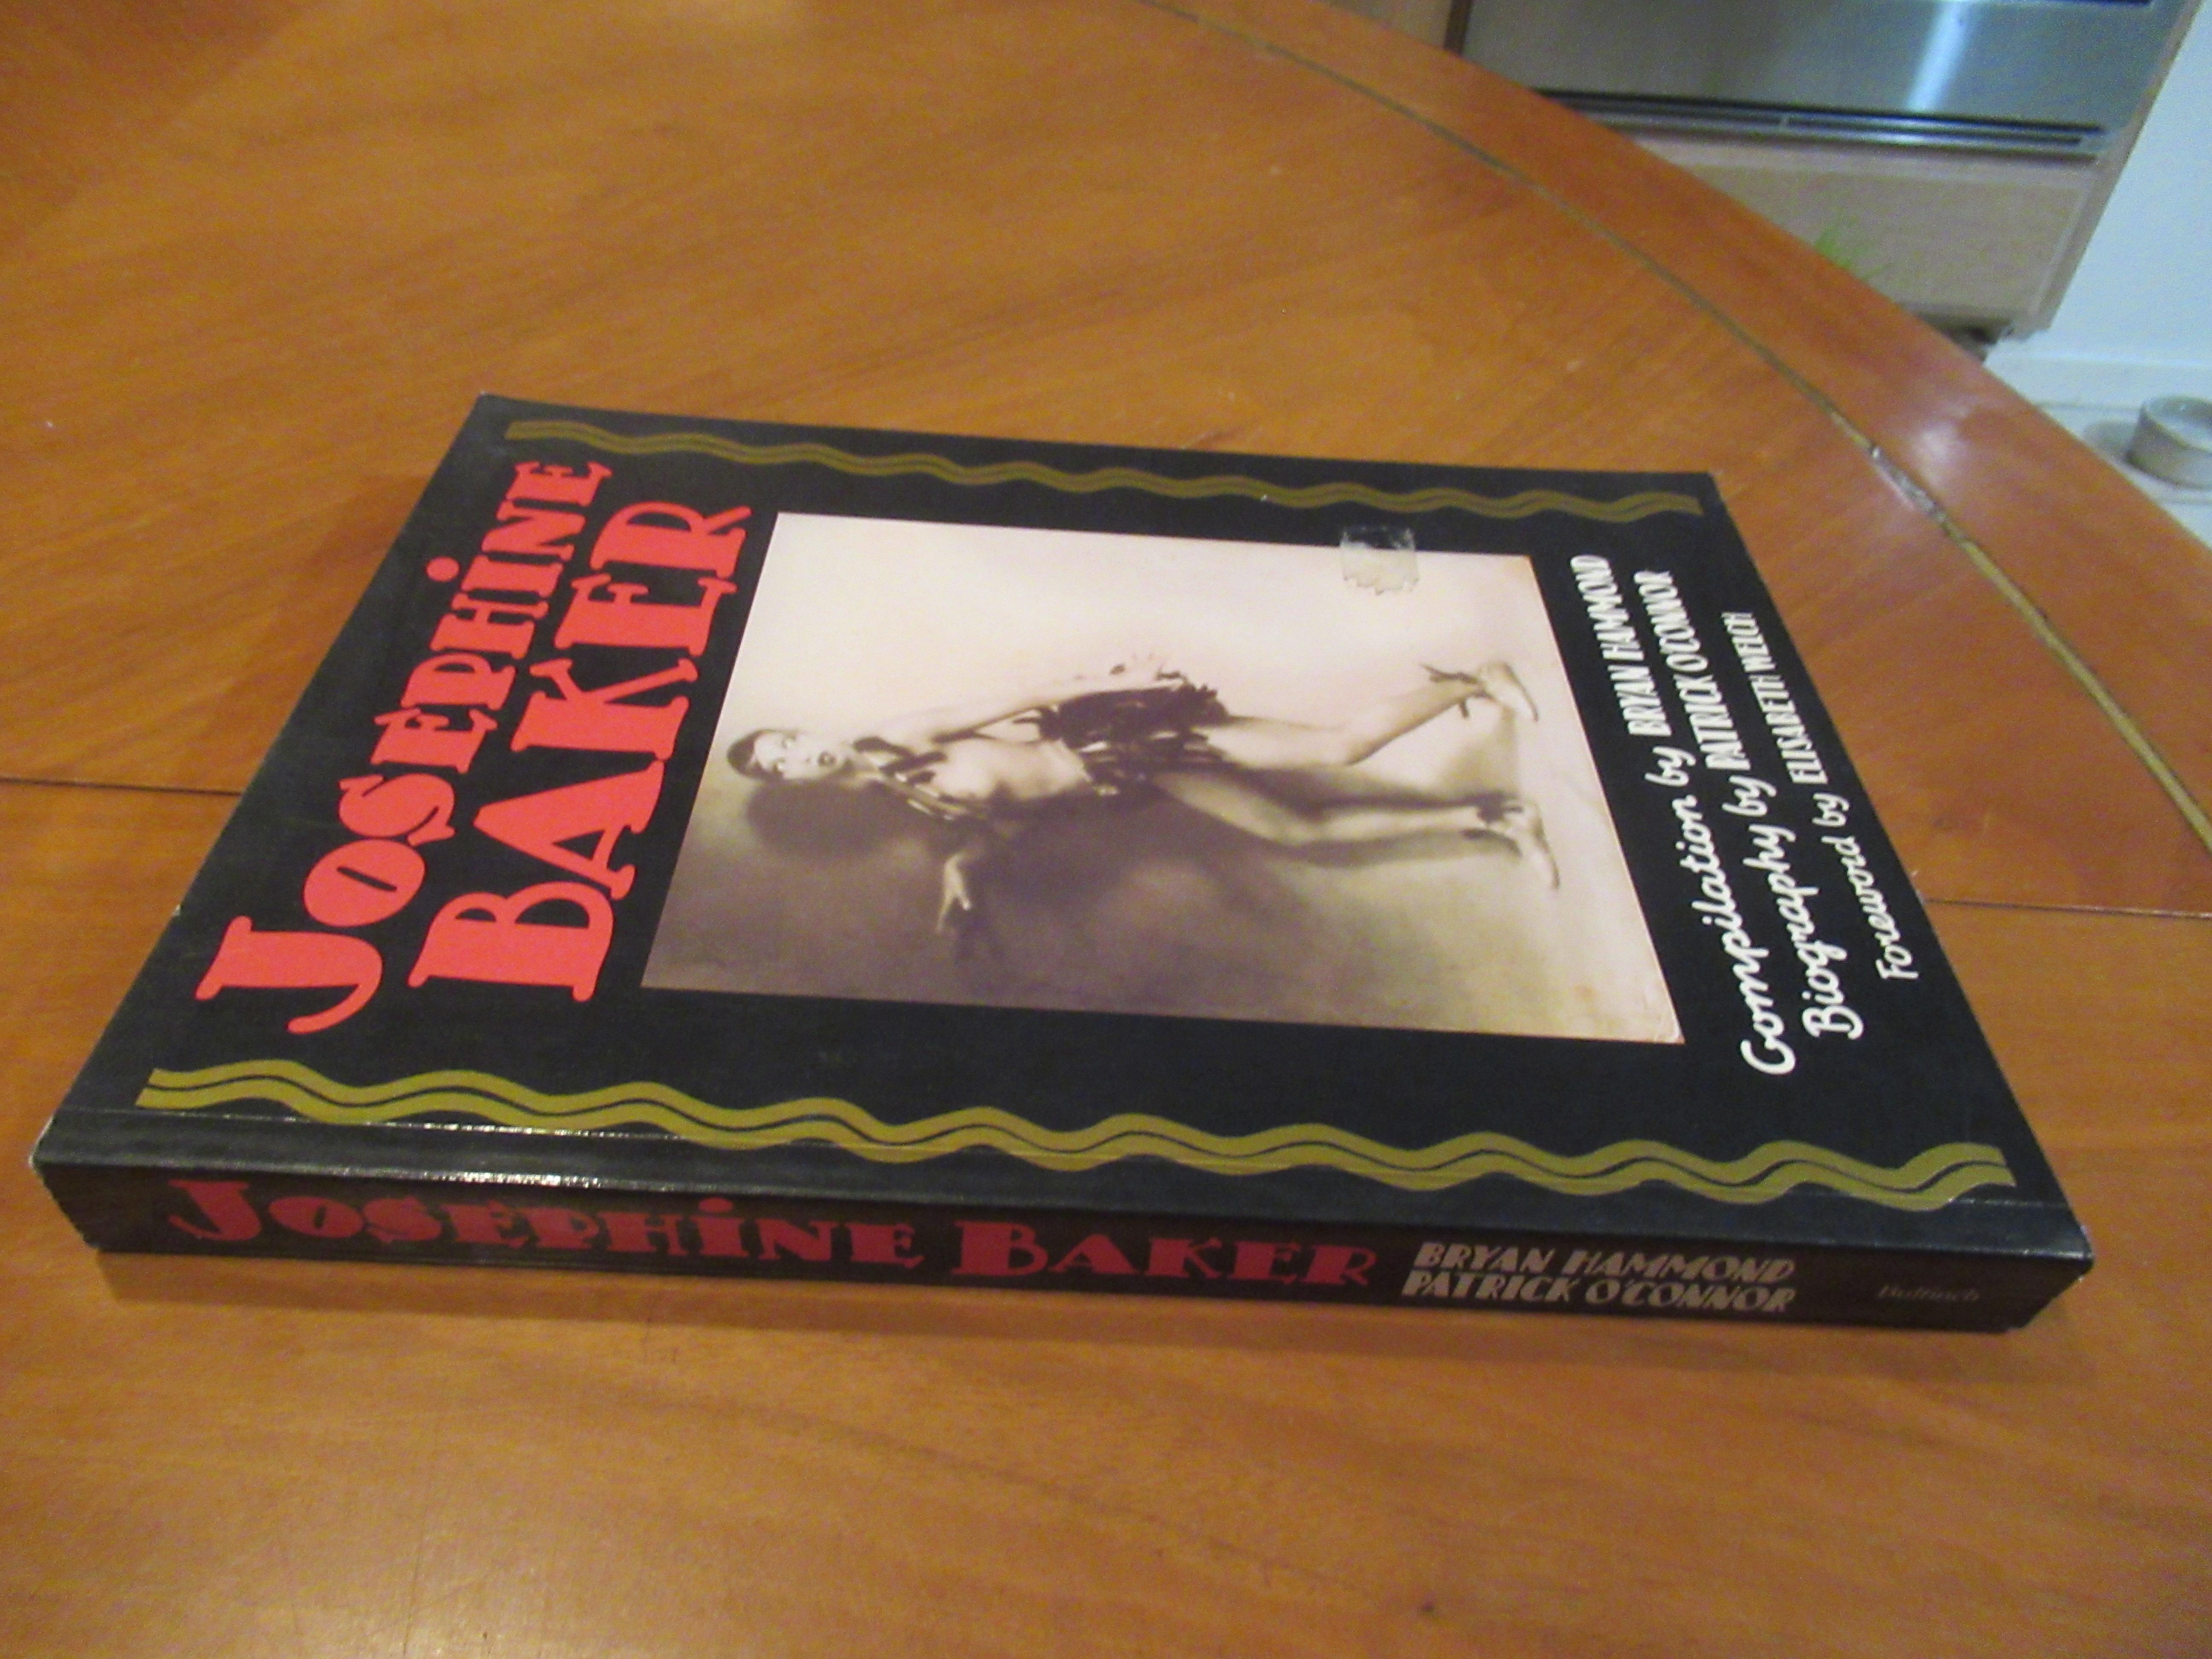 JOSEPHINE
BAKER
Compilation by BRYAN HAMMOND
Biography by PATRICK O'CONNOR
Foreword by ELISABETH WELCH
JOSEPHINE BAKER
BRYAN HAMMOND
PATRICK O'CONNOR
Bulfinch